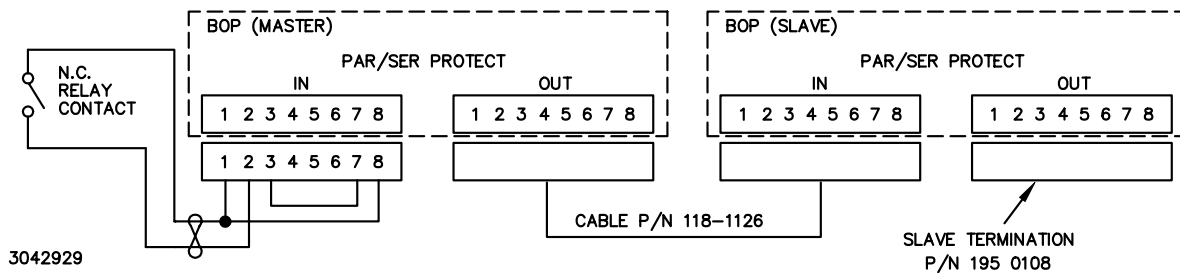 BOP (MASTER)
BOP (SLAVE)
PAR/SER PROTECT
PAR/SER PROTECT
N.C.
RELAY
CONTACT
IN
OUT
IN
OUT
1 2 3 4 5 6 7 8
1 2 3 4 5 6 7 8
1 2 3 4 5 6 7 8
1 2 3 4 5 6 7 8
1 2 3 4 5 6 7 8
CABLE P/N 118-1126
SLAVE TERMINATION
P/N 195 0108
3042929